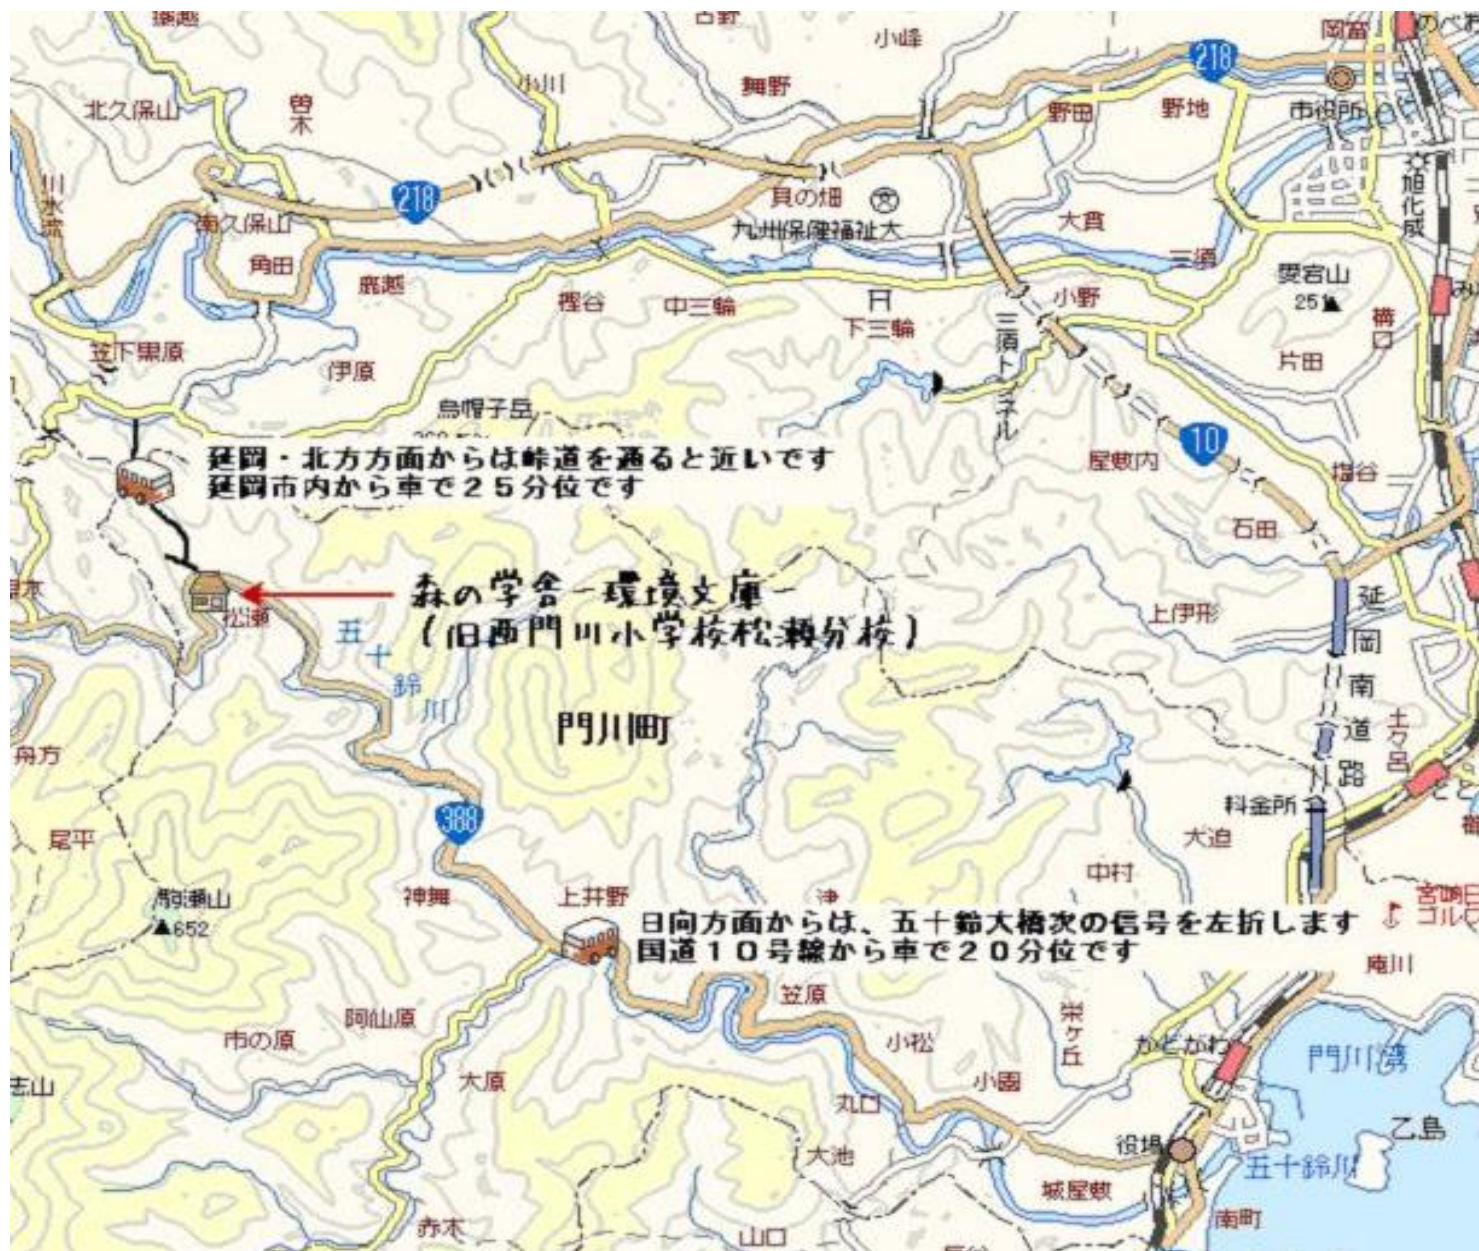 小峰
岡富
218
小川
舞野
北久保山
曽木
野田
野地
市役所
川水流
218
貝の畑
旭化成
南久保山
九州保健福祉大
大貫
角田
三須
鹿越
愛宕山
樫谷
中三輪
小野
251
下三輪
笠下黒原
三須トンネル
片田
伊原
烏帽子岳
10
延岡・北方方面からは峠道を通ると近いです
屋敷内
塩谷
延岡市内から車で25分位です
石田
森の学舎-環境文庫-
松瀬
上伊形
(旧西門川小学校松瀬分校)
五十鈴川
延岡南道路
門川町
土々呂
舟方
料金所
388
尾平
大迫
中村
駒瀬山
神舞
上井野
652
日向方面からは、五十鈴大橋次の信号を左折します
国道10号線から車で20分位です
庵川
笠原
阿仙原
栄ヶ丘
市の原
小松
かどがわ
門川湾
大原
小園
丸口
乙島
役場
大池
五十鈴川
城屋敷
南町
赤木
山口